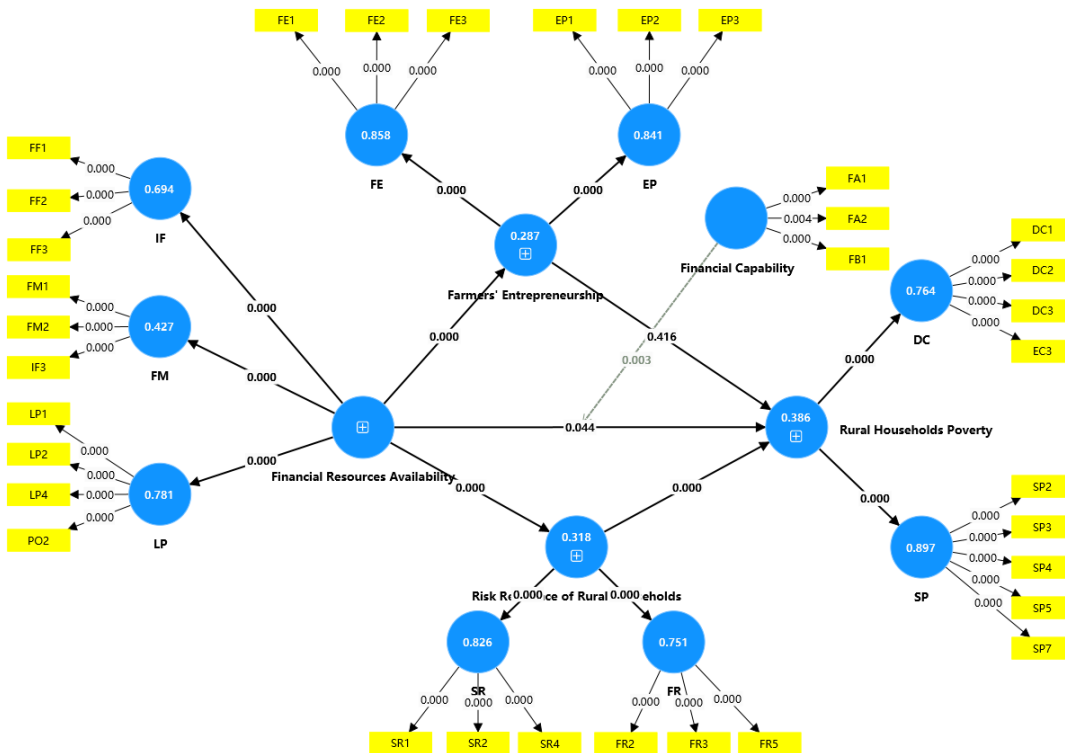 FE1
FE2
FE3
EP1
EP2
EP3
0.000
0.000
0.000
0.000
0.000
0.000
0.858
0.841
FE
EP
FF1
FF2
FF3
0.000
0.000
0.000
0.694
IF
0.000
0.000
FA1
FA2
FB1
0.000
0.004
0.000
Financial Capability
0.287
Farmers' Entrepreneurship
DC1
DC2
DC3
EC3
0.000
0.000
0.000
0.000
0.764
DC
FM1
FM2
IF3
0.000
0.000
0.000
0.427
FM
0.000
0.000
0.000
0.416
0.003
0.000
0.044
0.386
Rural Households Poverty
LP1
LP2
LP4
PO2
0.000
0.000
0.000
0.000
0.781
LP
0.000
Financial Resources Availability
0.000
0.000
0.000
SP2
SP3
SP4
SP5
SP7
0.000
0.000
0.000
0.000
0.000
0.897
SP
0.318
of Rural
0.000
0.000
0.826
0.751
SR
FR
0.000
0.000
0.000
0.000
0.000
0.000
SR1
SR2
SR4
FR2
FR3
FR5